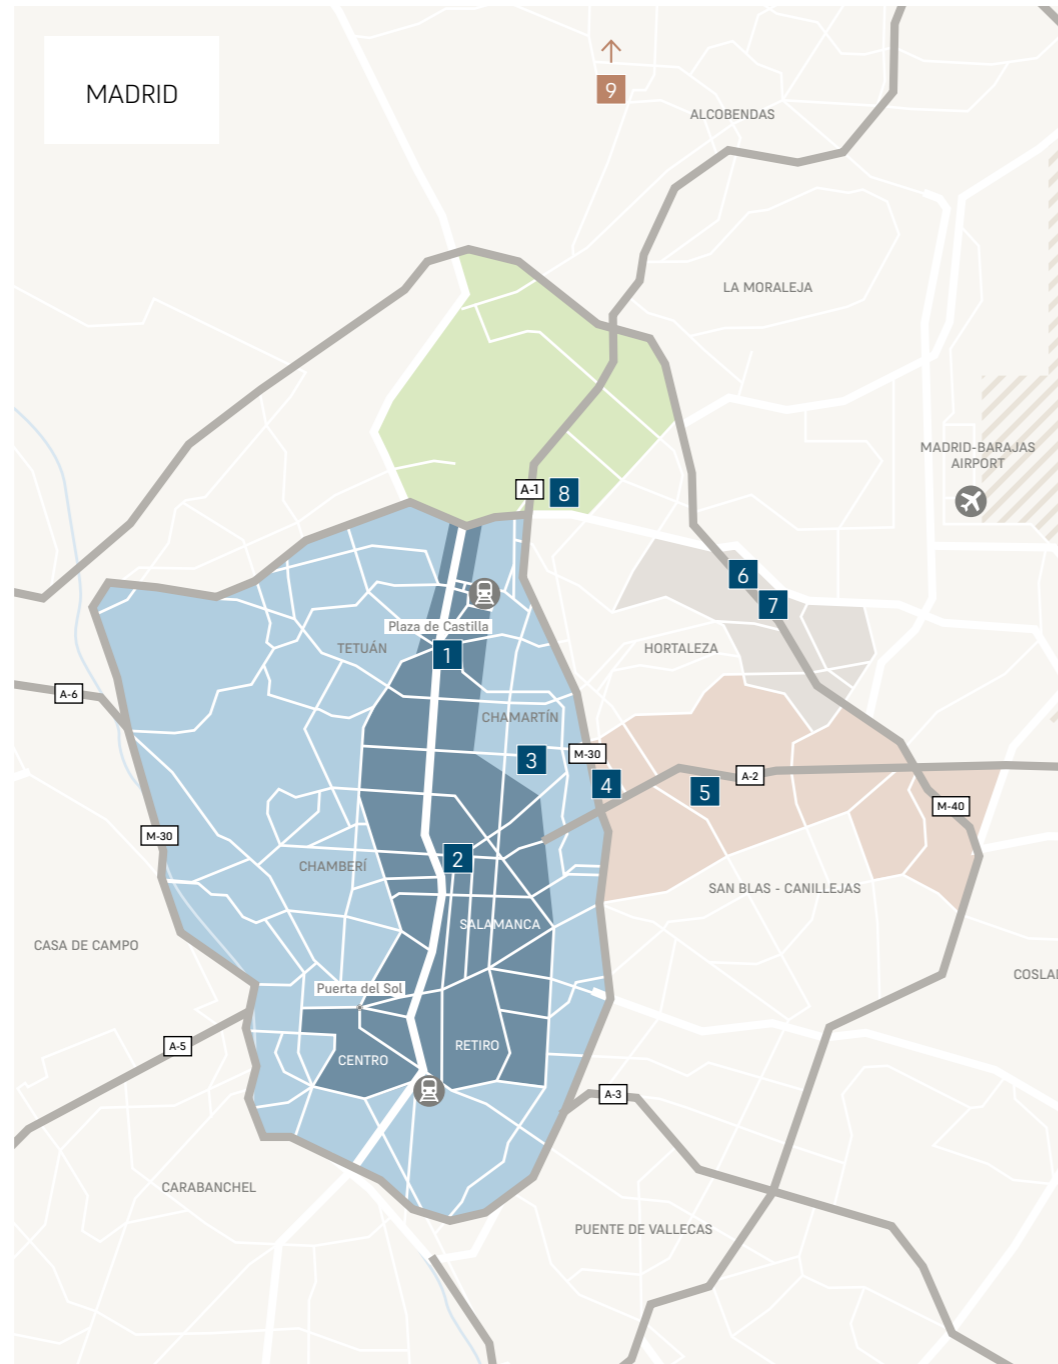 MADRID
9
ALCOBENDAS
LA MORALEJA
MADRID-BARAJAS
AIRPORT
A-1
8
6
7
Plaza de Castilla
TETUÁN
1
HORTALEZA
A-6
CHAMARTÍN
3
M-30
4
5
A-2
M-40
M-30
2
CHAMBERÍ
SAN BLAS - CANILLEJAS
SALAMANCA
CASA DE CAMPO
COSLA
Puerta del Sol
A-5
CENTRO
RETIRO
A-3
CARABANCHEL
PUENTE DE VALLECAS